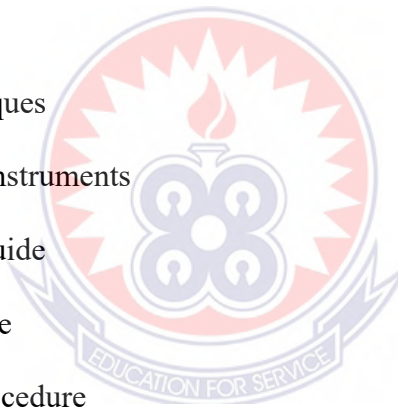 ques
nstruments
uide
e
EDUCATION FOR SERVICE
cedure